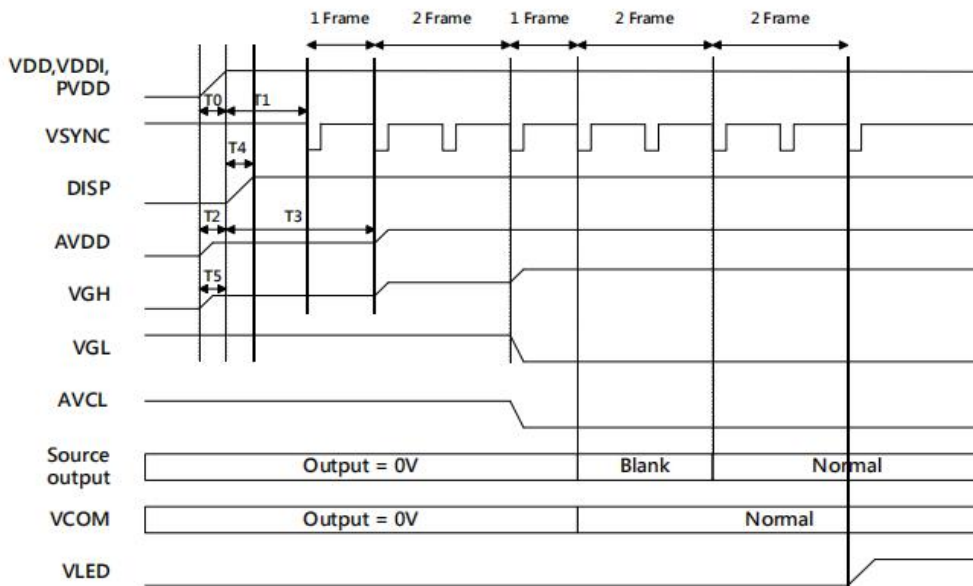 1 Frame 2 Frame 1 Frame 2 Frame 2 Frame
VDD,VDDI,
PVDD
T0 T1
VSYNC
T4
DISP
T2 T3
AVDD
T5
VGH
VGL
AVCL
Source
output
Output = 0V Blank Normal
VCOM Output = 0V Normal
VLED